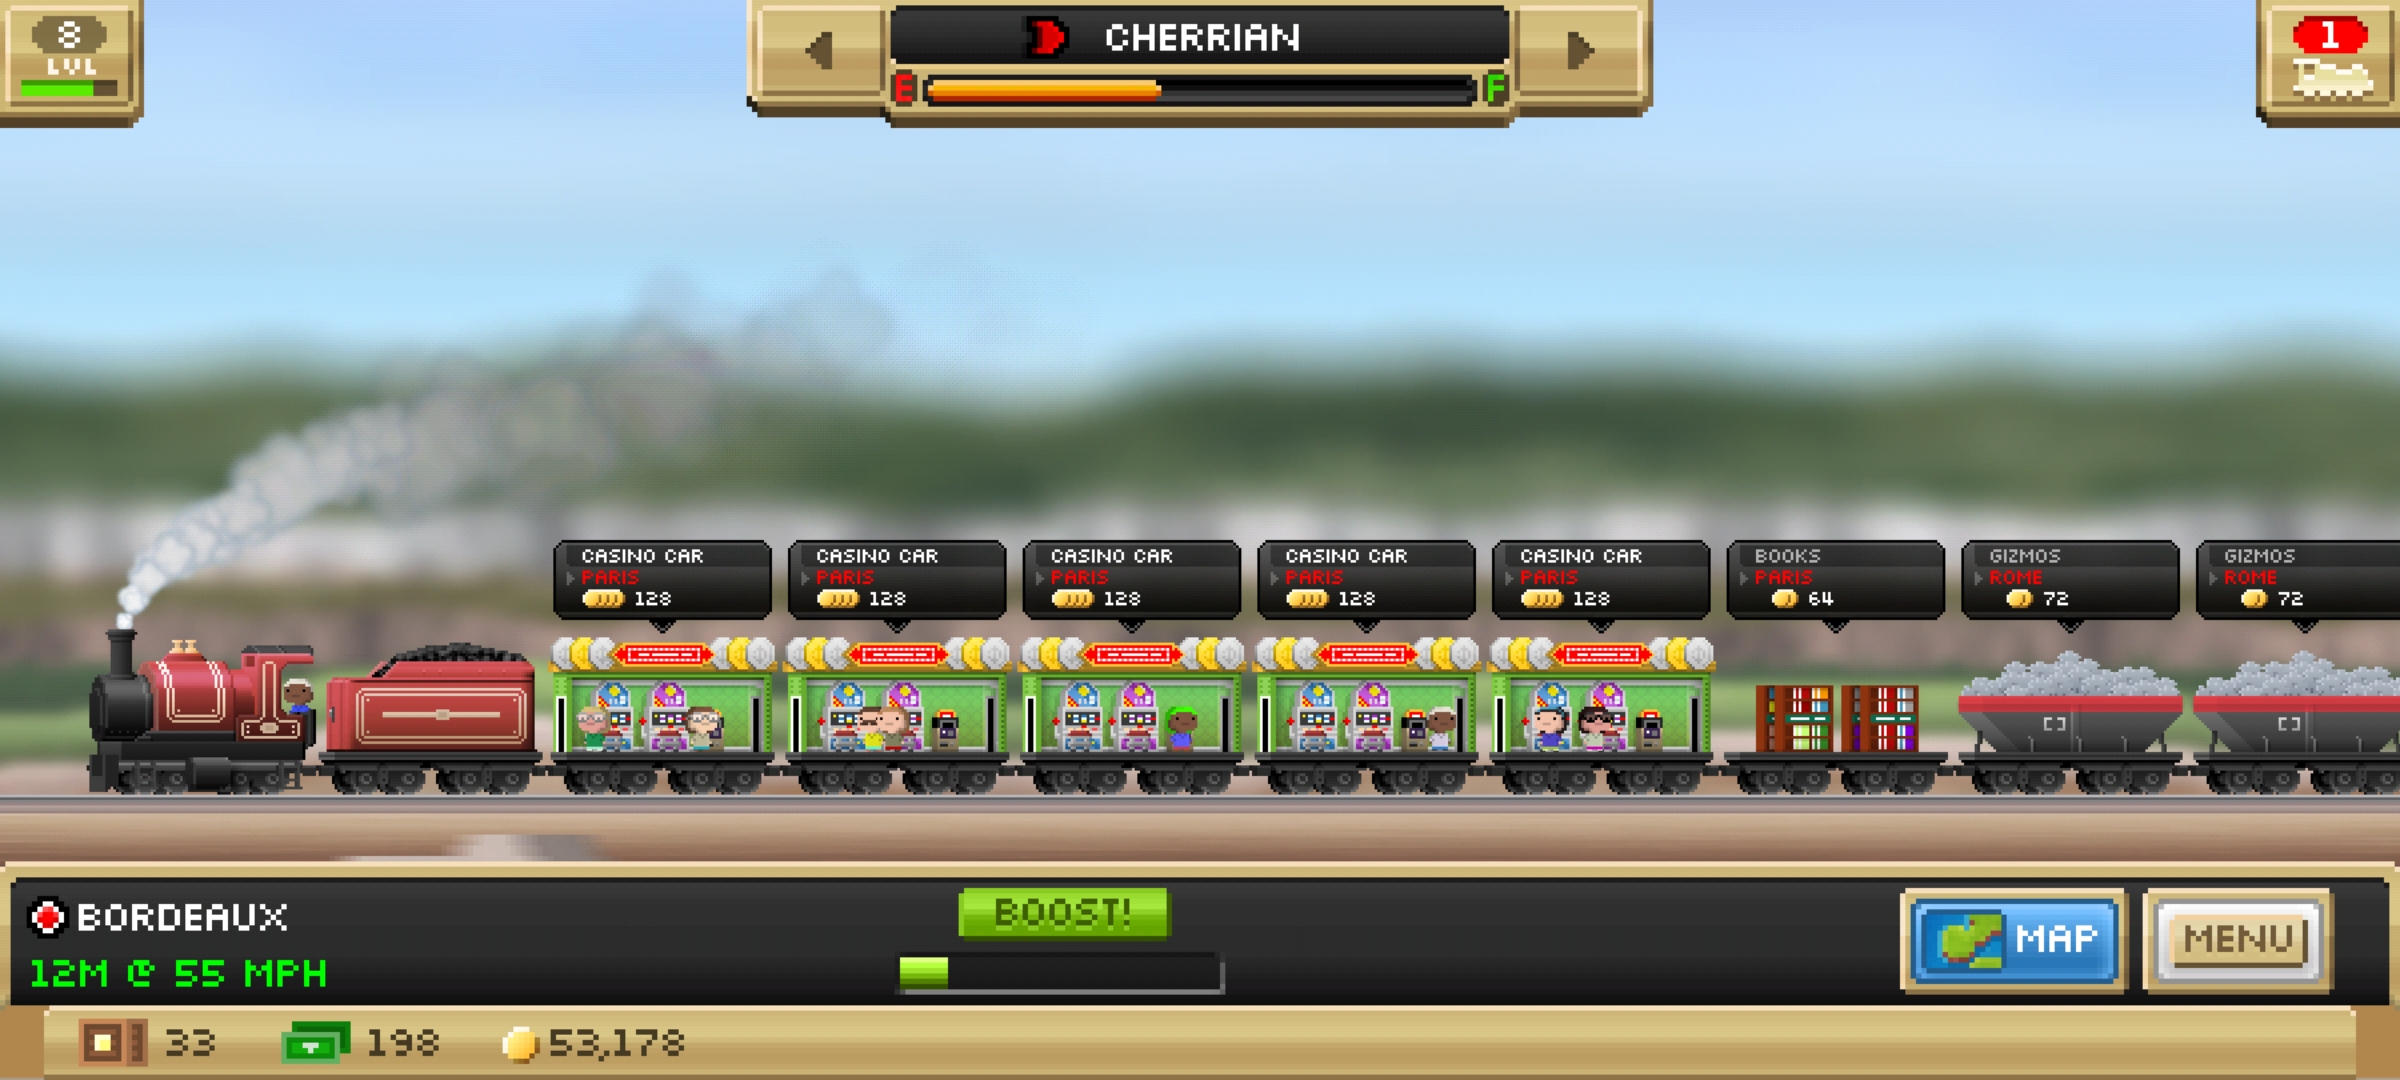 8
LVL
CHERRIAN
E F
1
CASINO CAR
PARIS
128
CASINO CAR
PARIS
128
CASINO CAR
PARIS
128
CASINO CAR
PARIS
128
CASINO CAR
PARIS
128
BOOKS
PARIS
64
GIZMOS
ROME
72
GIZMOS
ROME
72
BORDEAUX
12M @ 55 MPH
BOOST!
MAP
MENU
33
198
53,178